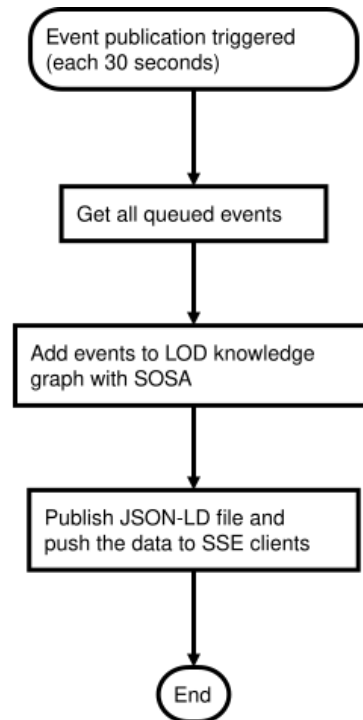 Event publication triggered
(each 30 seconds)
Get all queued events
Add events to LOD knowledge
graph with SOSA
Publish JSON-LD file and
push the data to SSE clients
End